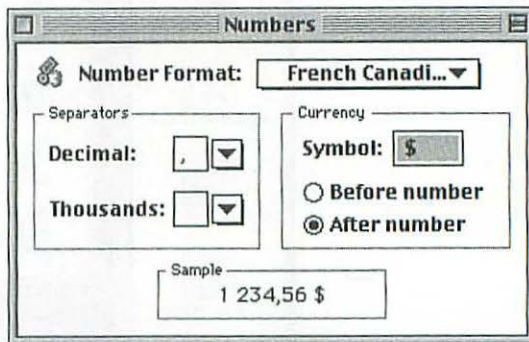 Numbers
Number Format: French Canadi...
Separators
Decimal: ,
Thousands:
Currency
Symbol: $
Before number
After number
Sample
1 234,56 $